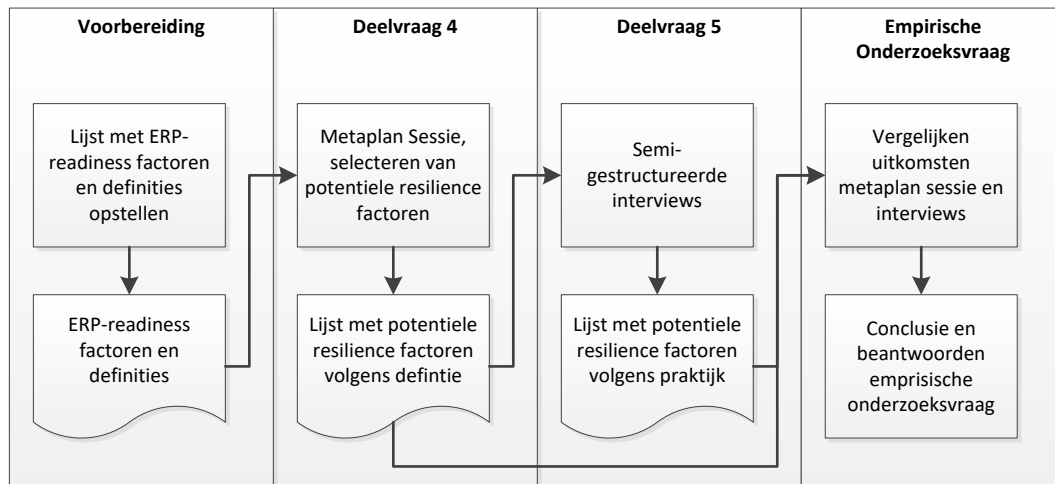 Voorbereiding
Lijst met ERP-
readiness factoren
en definities
opstellen
ERP-readiness
factoren en
definities
Deelvraag 4
Metaplan Sessie,
selecteren van
potentiele resilience
factoren
Lijst met potentiele
resilience factoren
volgens defintie
Deelvraag 5
Semi-
gestructureerde
interviews
Lijst met potentiele
resilience factoren
volgens praktijk
Empirische
Onderzoeksvraag
Vergelijken
uitkomsten
metaplan sessie en
interviews
Conclusie en
beantwoorden
emprisische
onderzoeksvraag